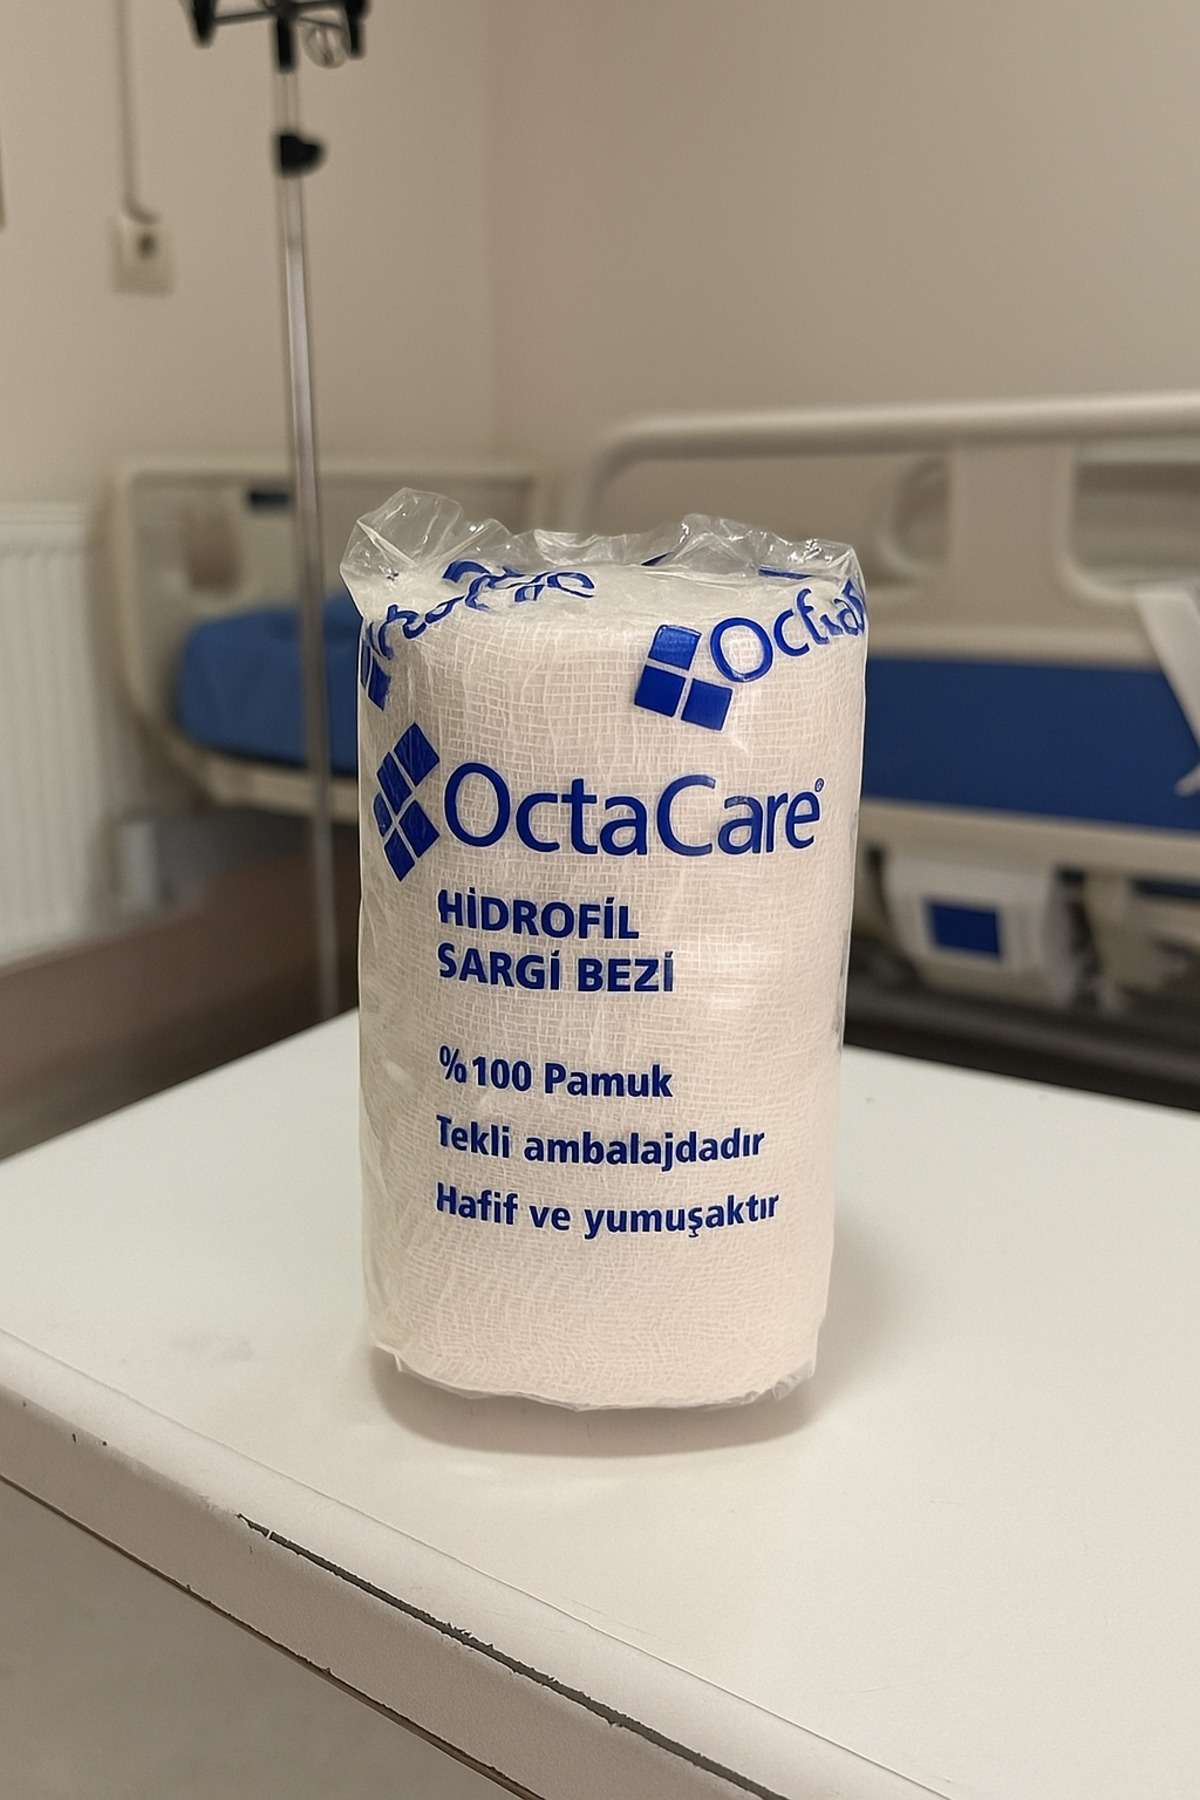 OctaCare®
HİDROFİL
SARGİ BEZİ
%100 Pamuk
Tekli ambalajdadır
Hafif ve yumuşaktır